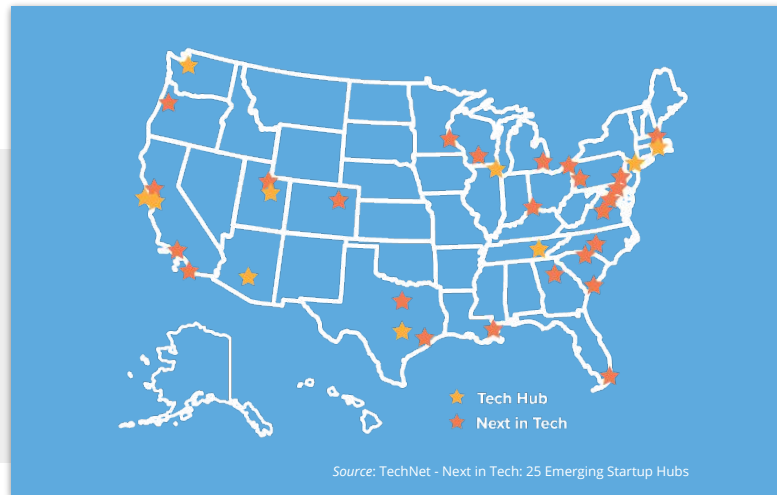 Tech Hub
Next in Tech
Source: TechNet - Next in Tech: 25 Emerging Startup Hubs